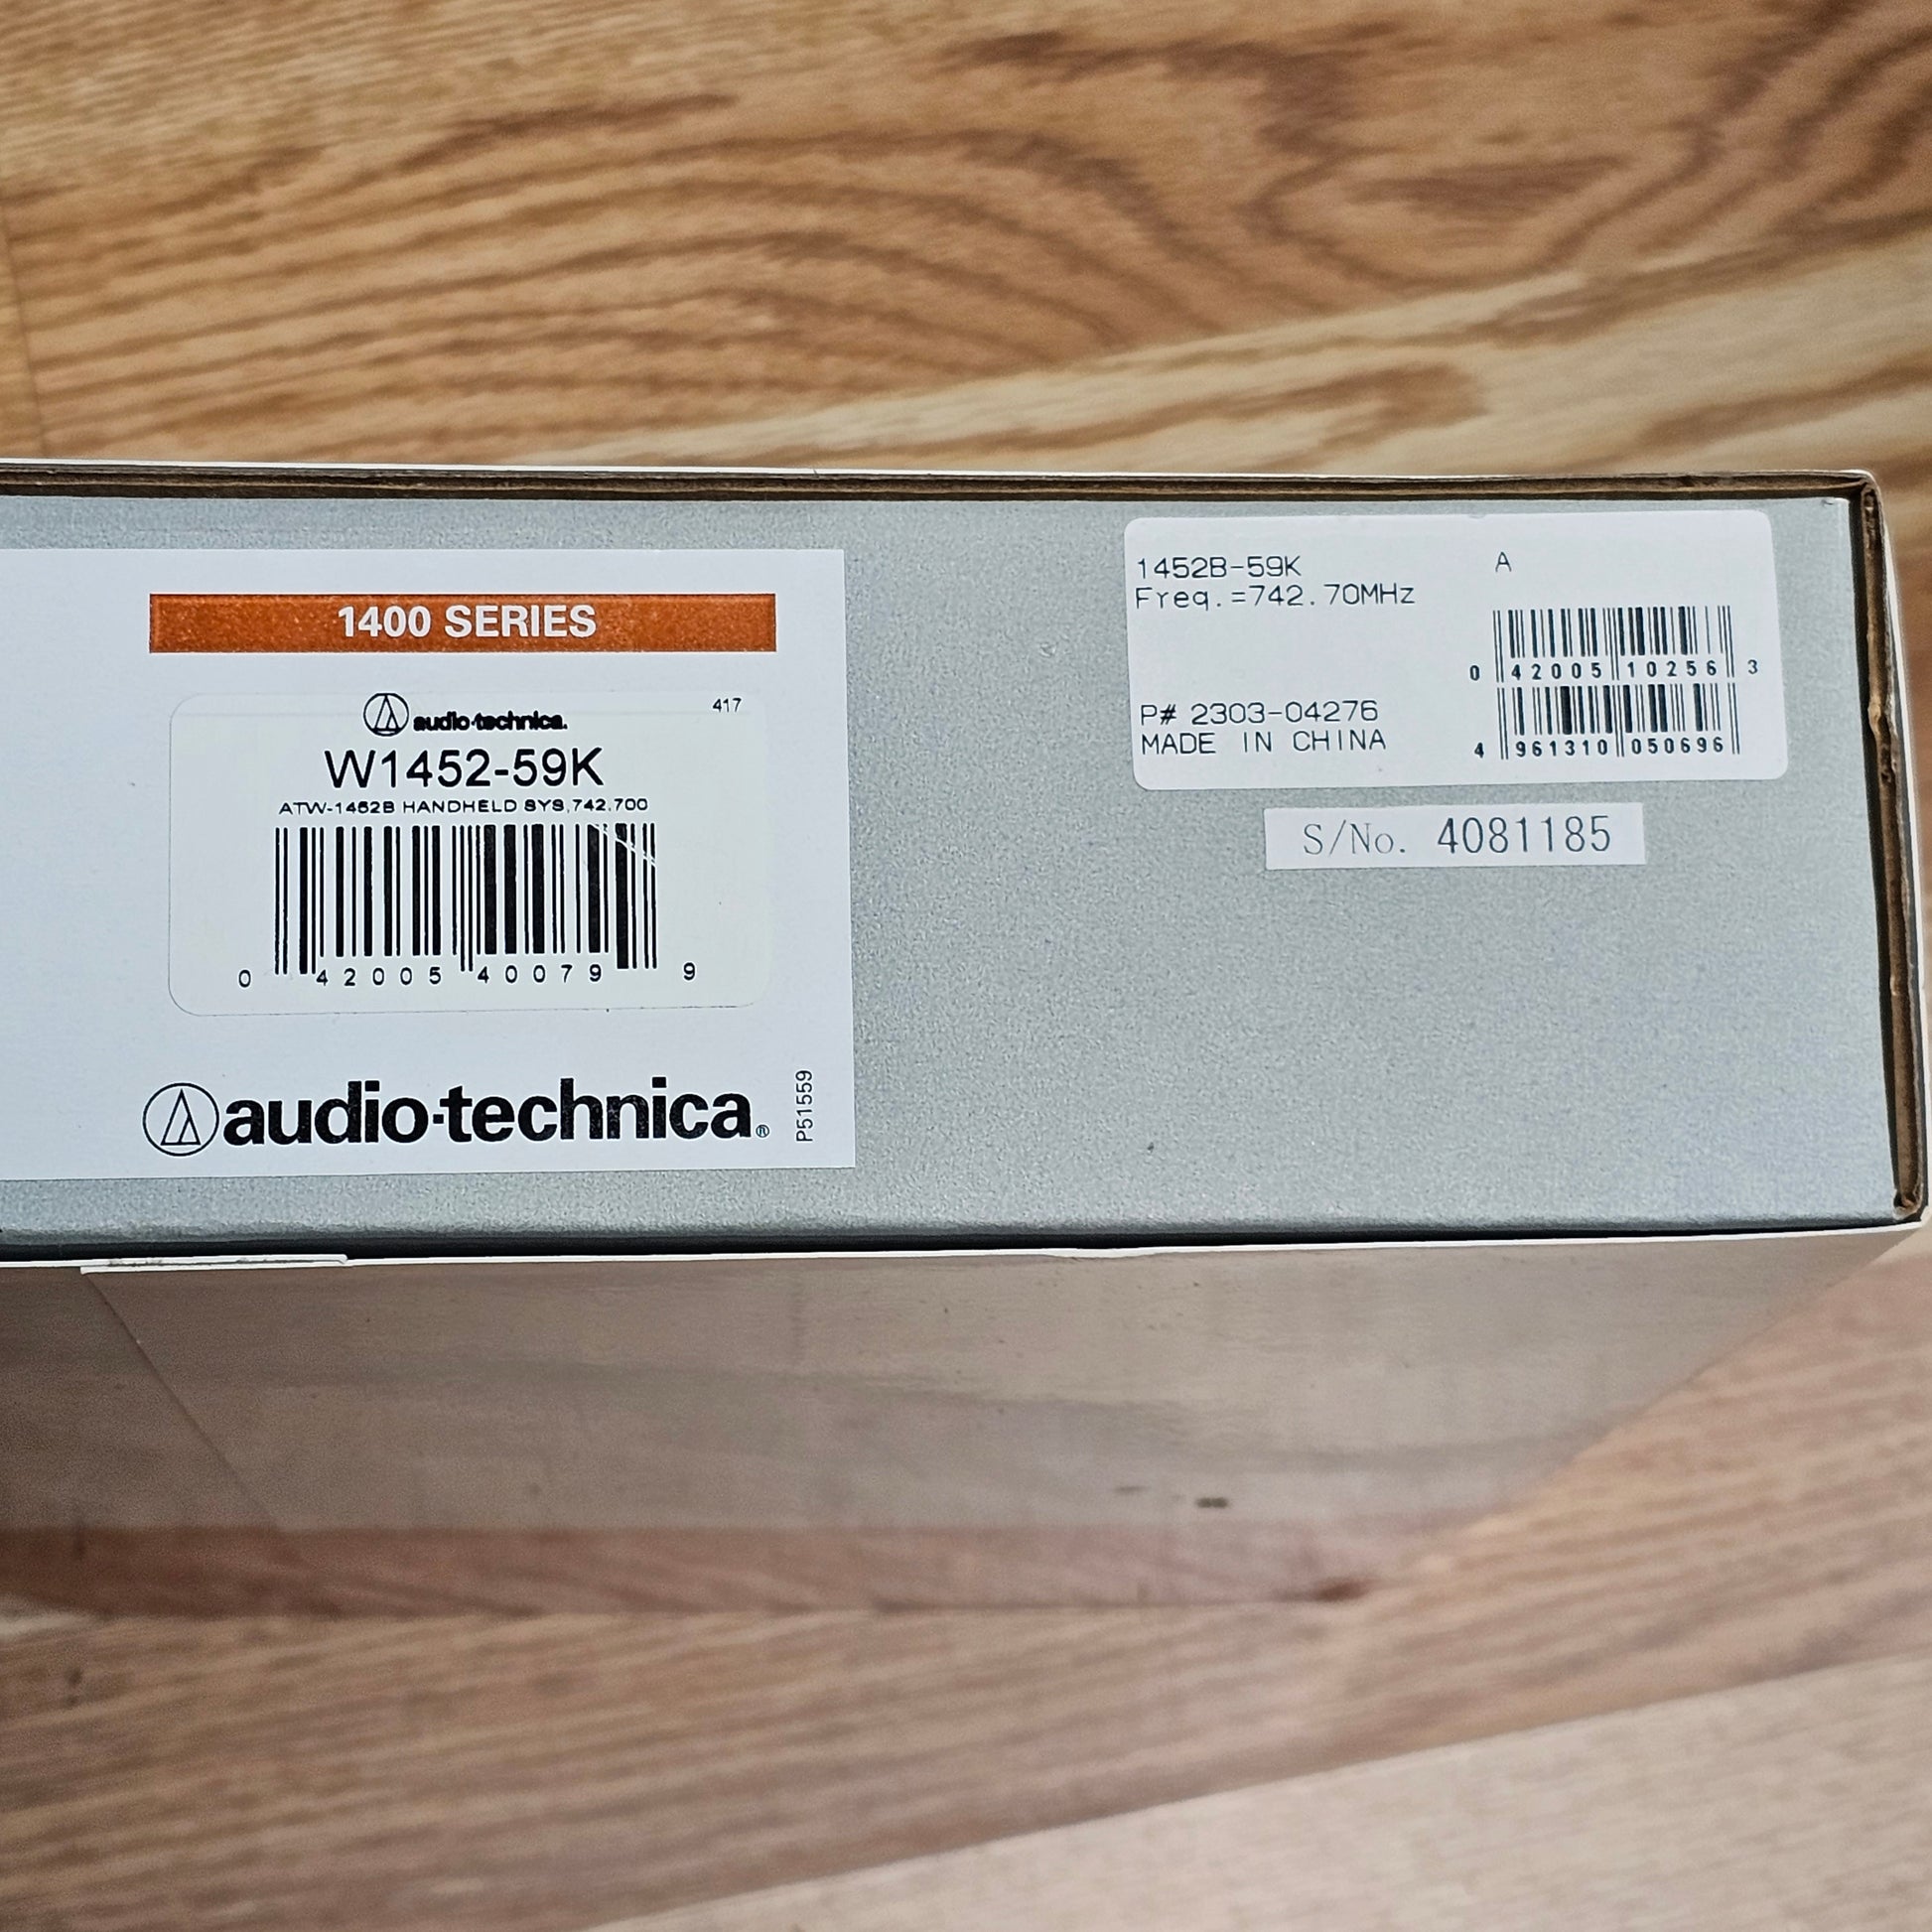 1400 SERIES
audio-technica.
417
W1452-59K
ATW-1452B HANDHELD SYS,742.700
0 42005 40079 9
audio-technica®
P51559
1452B-59K
A
Freq.=742.70MHz
0 42005 10256 3
P# 2303-04276
MADE IN CHINA
4 961310 050696
S/No. 4081185